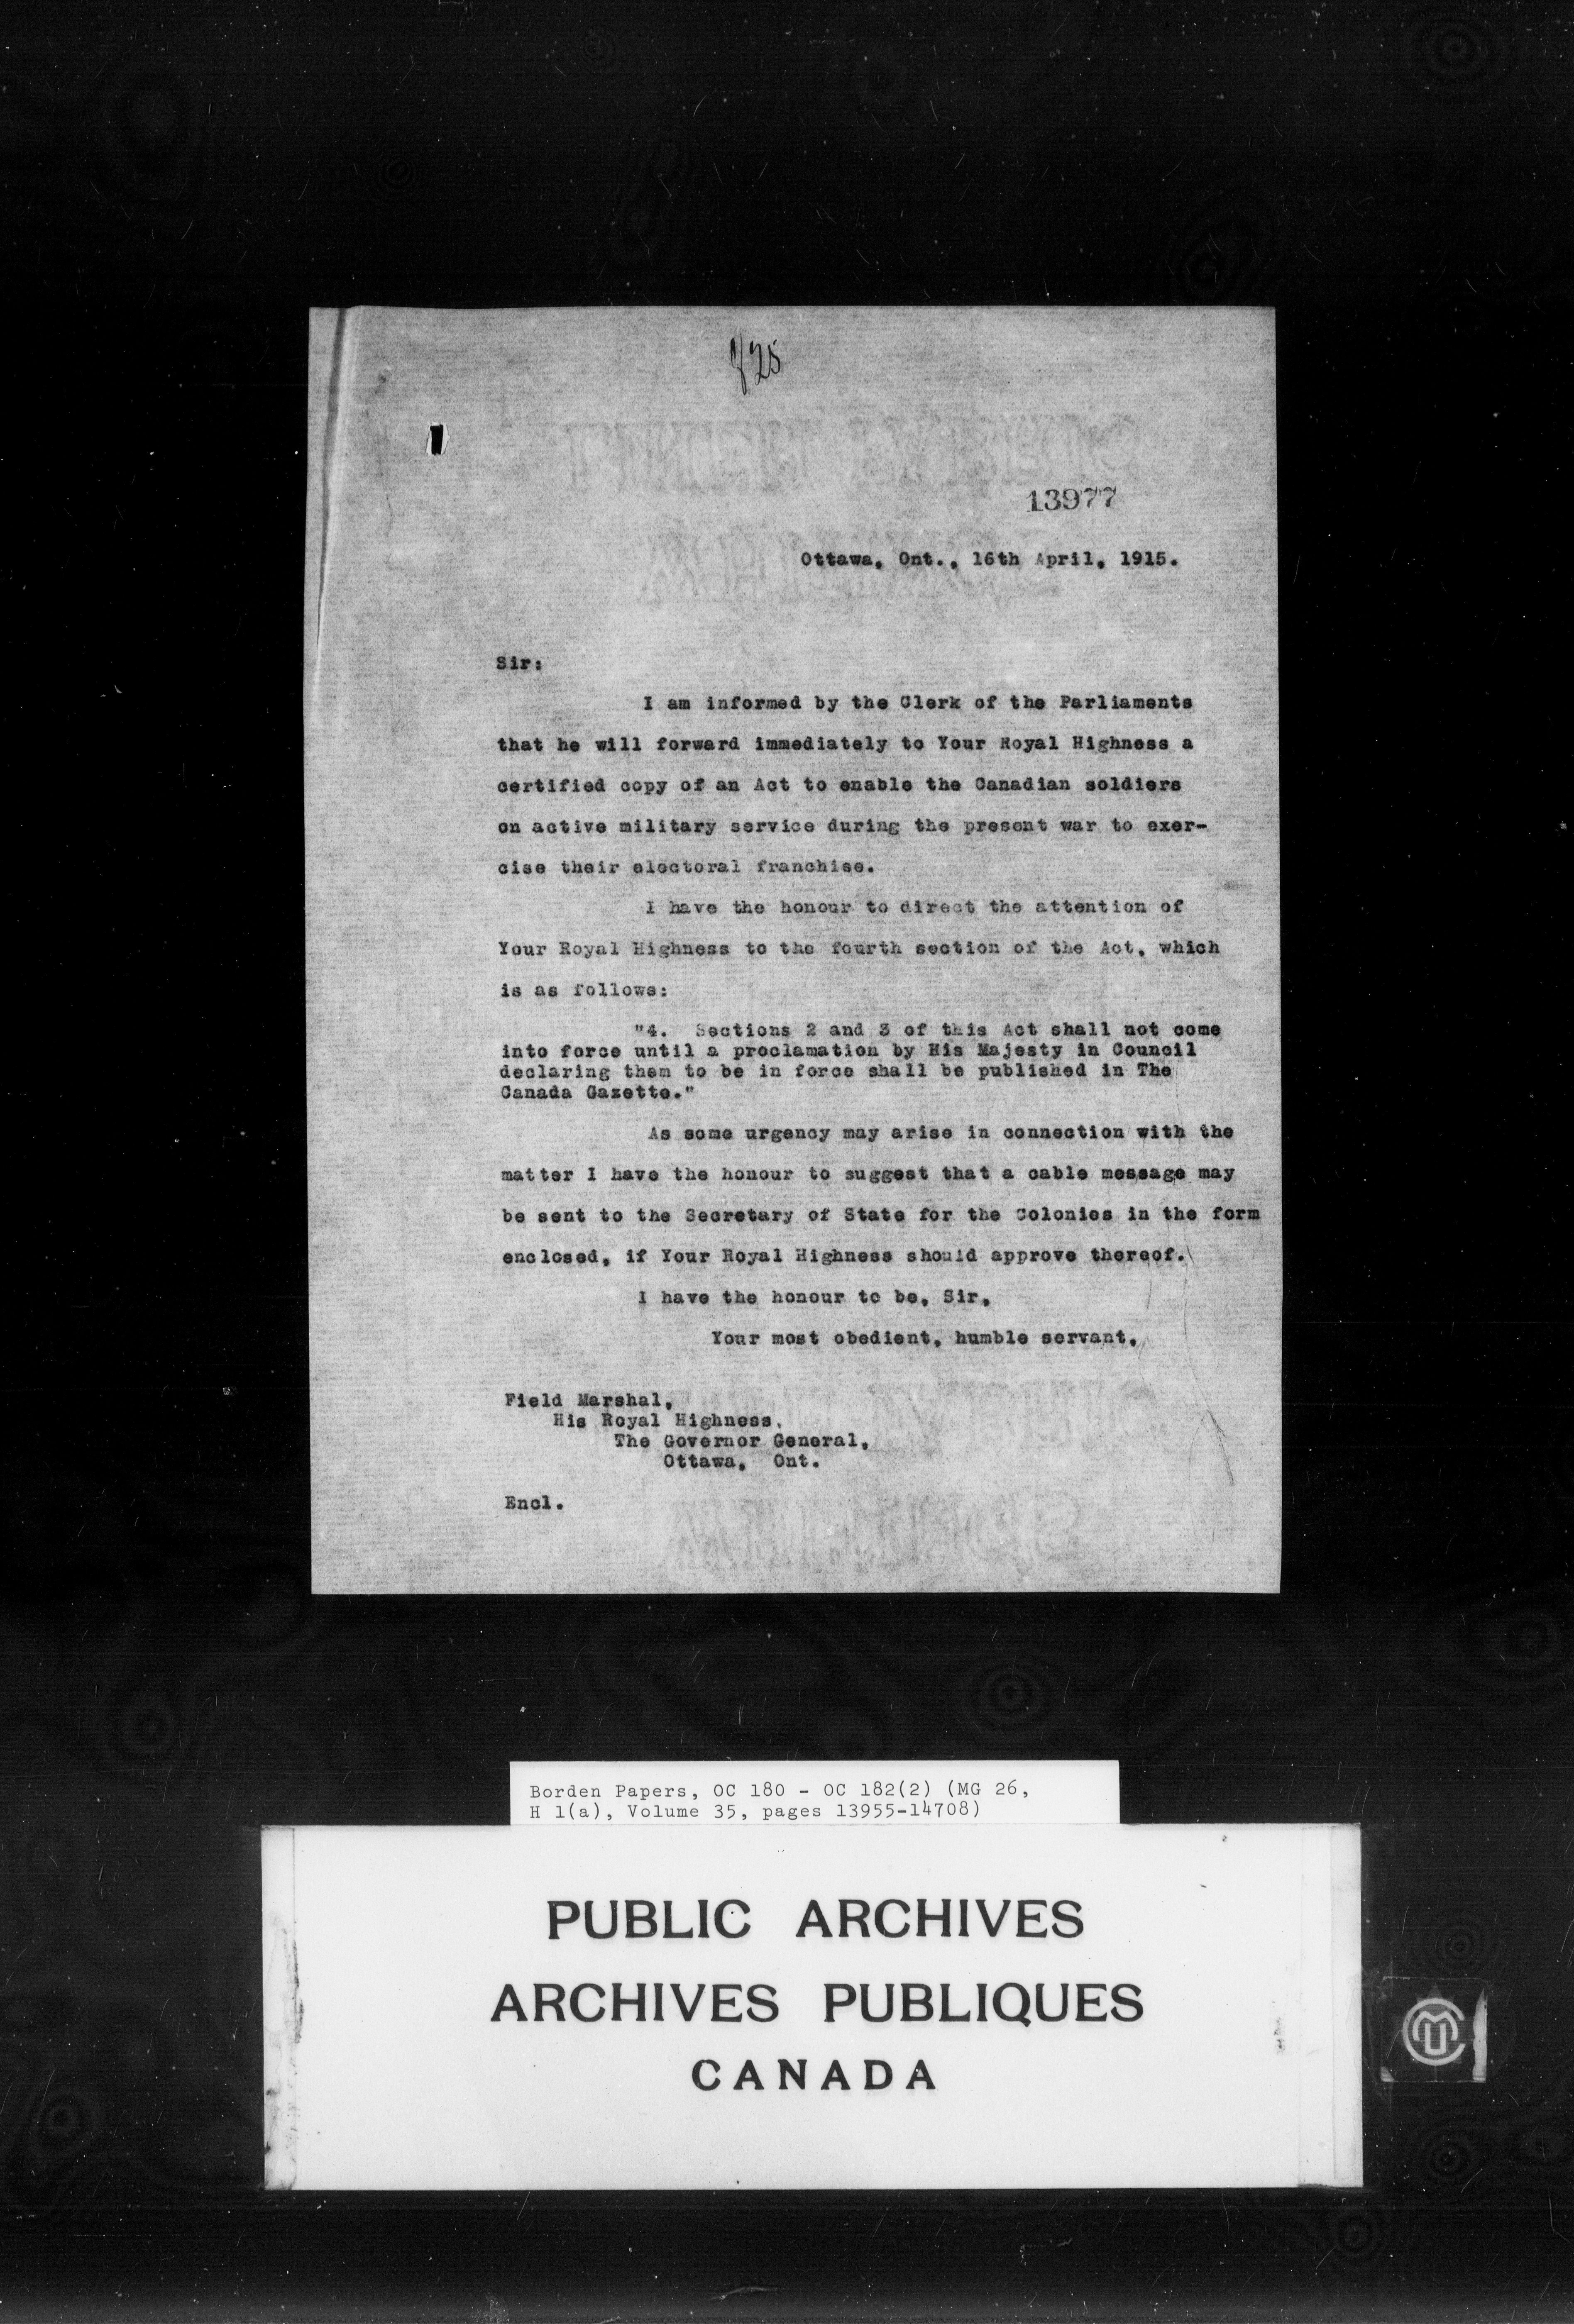 13977
Ottawa, Ont., 16th April, 1915.
Sir:
I am informed by the Clerk of the Parliaments
that he will forward immediately to Your Royal Highness a
certified copy of an Act to enable the Canadian soldiers
on active military service during the present war to exer-
cise their electoral franchise.
I have the honour to direct the attention of
Your Royal Highness to the fourth section of the Act, which
is as follows:
"4. Sections 2 and 3 of this Act shall not come
into force until a proclamation by His Majesty in Council
declaring them to be in force shall be published in The
Canada Gazette."
As some urgency may arise in connection with the
matter I have the honour to suggest that a cable message may
be sent to the Secretary of State for the Colonies in the form
enclosed, if Your Royal Highness should approve thereof.
I have the honour to be, Sir,
Your most obedient, humble servant,
Field Marshal,
His Royal Highness,
The Governor General,
Ottawa, Ont.
Encl.
Borden Papers, OC 180 - OC 182(2) (MG 26,
H 1(a), Volume 35, pages 13955-14708)
PUBLIC ARCHIVES
ARCHIVES PUBLIQUES
CANADA